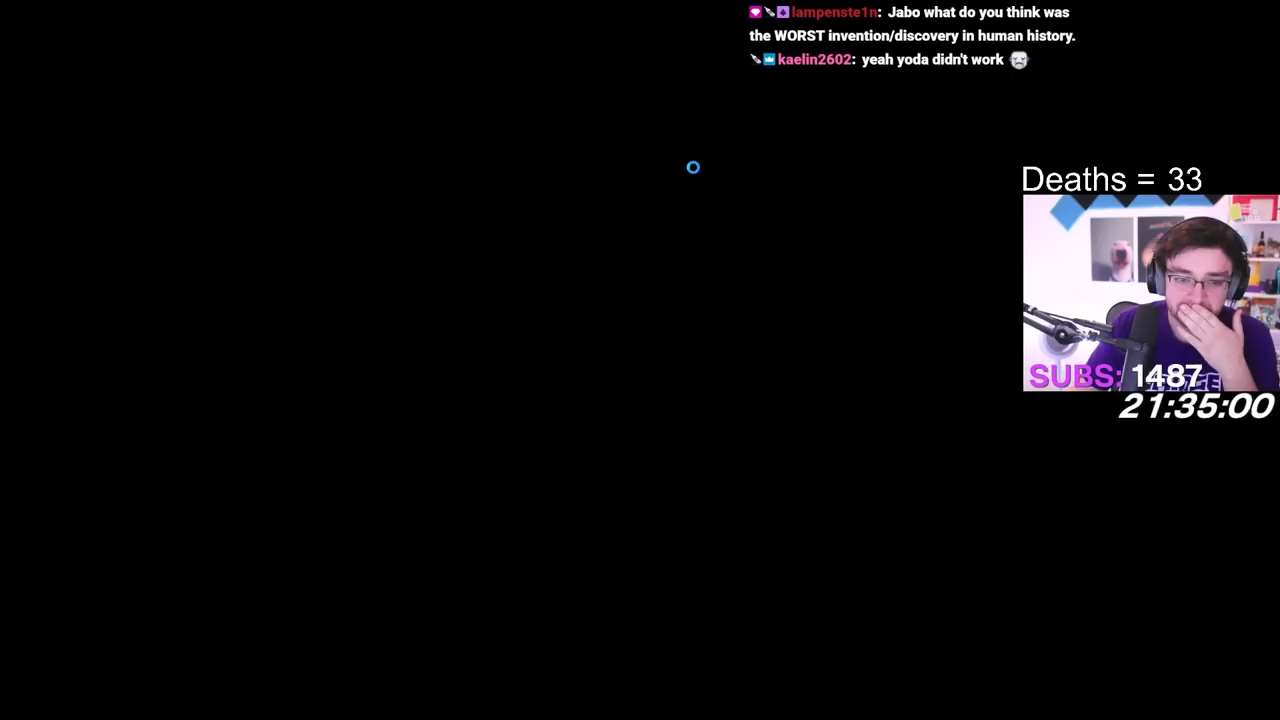 lampenste1n: Jabo what do you think was
the WORST invention/discovery in human history.
kaelin2602: yeah yoda didn't work
Deaths = 33
SUBS: 1487
21:35:00